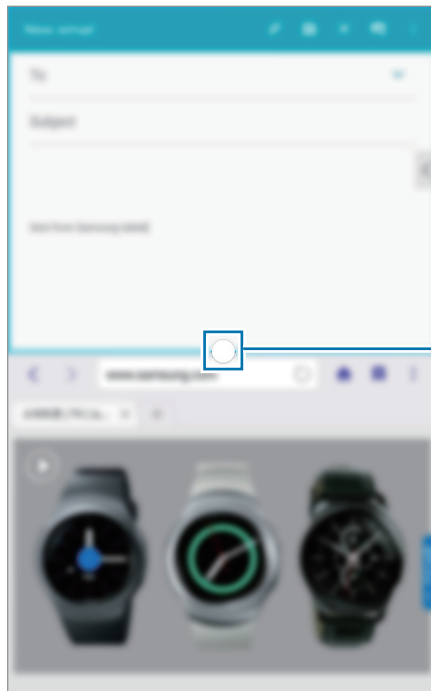 New email
To
Subject
Sent from Samsung tablet
www.samsung.com